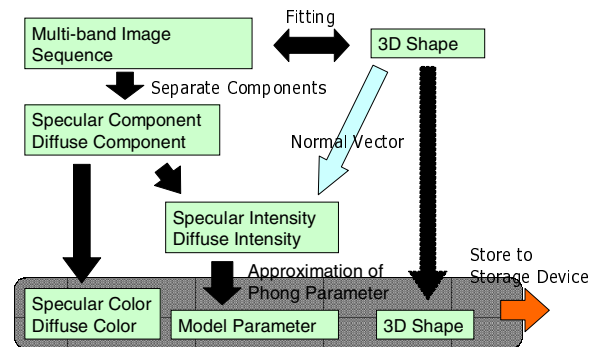 Fitting
Multi-band Image
Sequence
3D Shape
Separate Components
Specular Component
Diffuse Component
Normal Vector
Specular Intensity
Diffuse Intensity
Store to
Storage Device
Approximation of
Phong Parameter
Specular Color
Diffuse Color
Model Parameter
3D Shape